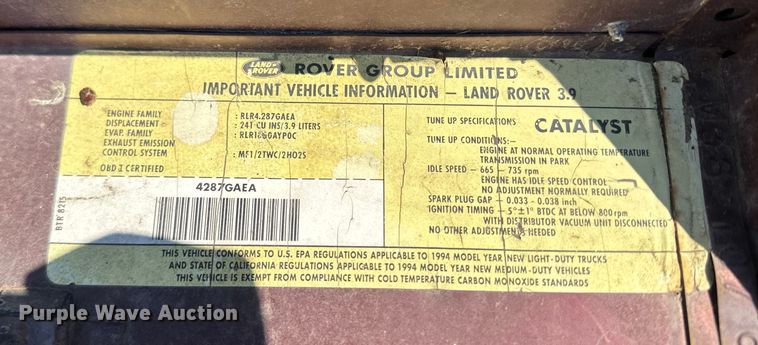 LAND-ROVER ROVER GROUP LIMITED
IMPORTANT VEHICLE INFORMATION – LAND ROVER 3.9
ENGINE FAMILY : RLR4.287GAEA
DISPLACEMENT : 241 CU INS/3.9 LITERS
EVAP. FAMILY :
EXHAUST EMISSION
CONTROL SYSTEM : MFI/2TWC/2HO2S
OBD I CERTIFIED
4287GAEA
BTR 8215
TUNE UP SPECIFICATIONS CATALYST
TUNE UP CONDITIONS:–
ENGINE AT NORMAL OPERATING TEMPERATURE
TRANSMISSION IN PARK
IDLE SPEED – 665 – 735 rpm
ENGINE HAS IDLE SPEED CONTROL
NO ADJUSTMENT NORMALLY REQUIRED
SPARK PLUG GAP – 0.033 – 0.038 inch
IGNITION TIMING – 5°±1° BTDC AT BELOW 800 rpm
WITH DISTRIBUTOR VACUUM UNIT DISCONNECTED
NO OTHER ADJUSTMENTS NEEDED
THIS VEHICLE CONFORMS TO U.S. EPA REGULATIONS APPLICABLE TO 1994 MODEL YEAR NEW LIGHT-DUTY TRUCKS
AND STATE OF CALIFORNIA REGULATIONS APPLICABLE TO 1994 MODEL YEAR NEW MEDIUM-DUTY VEHICLES
THIS VEHICLE IS EXEMPT FROM COMPLIANCE WITH COLD TEMPERATURE CARBON MONOXIDE STANDARDS
Purple Wave Auction